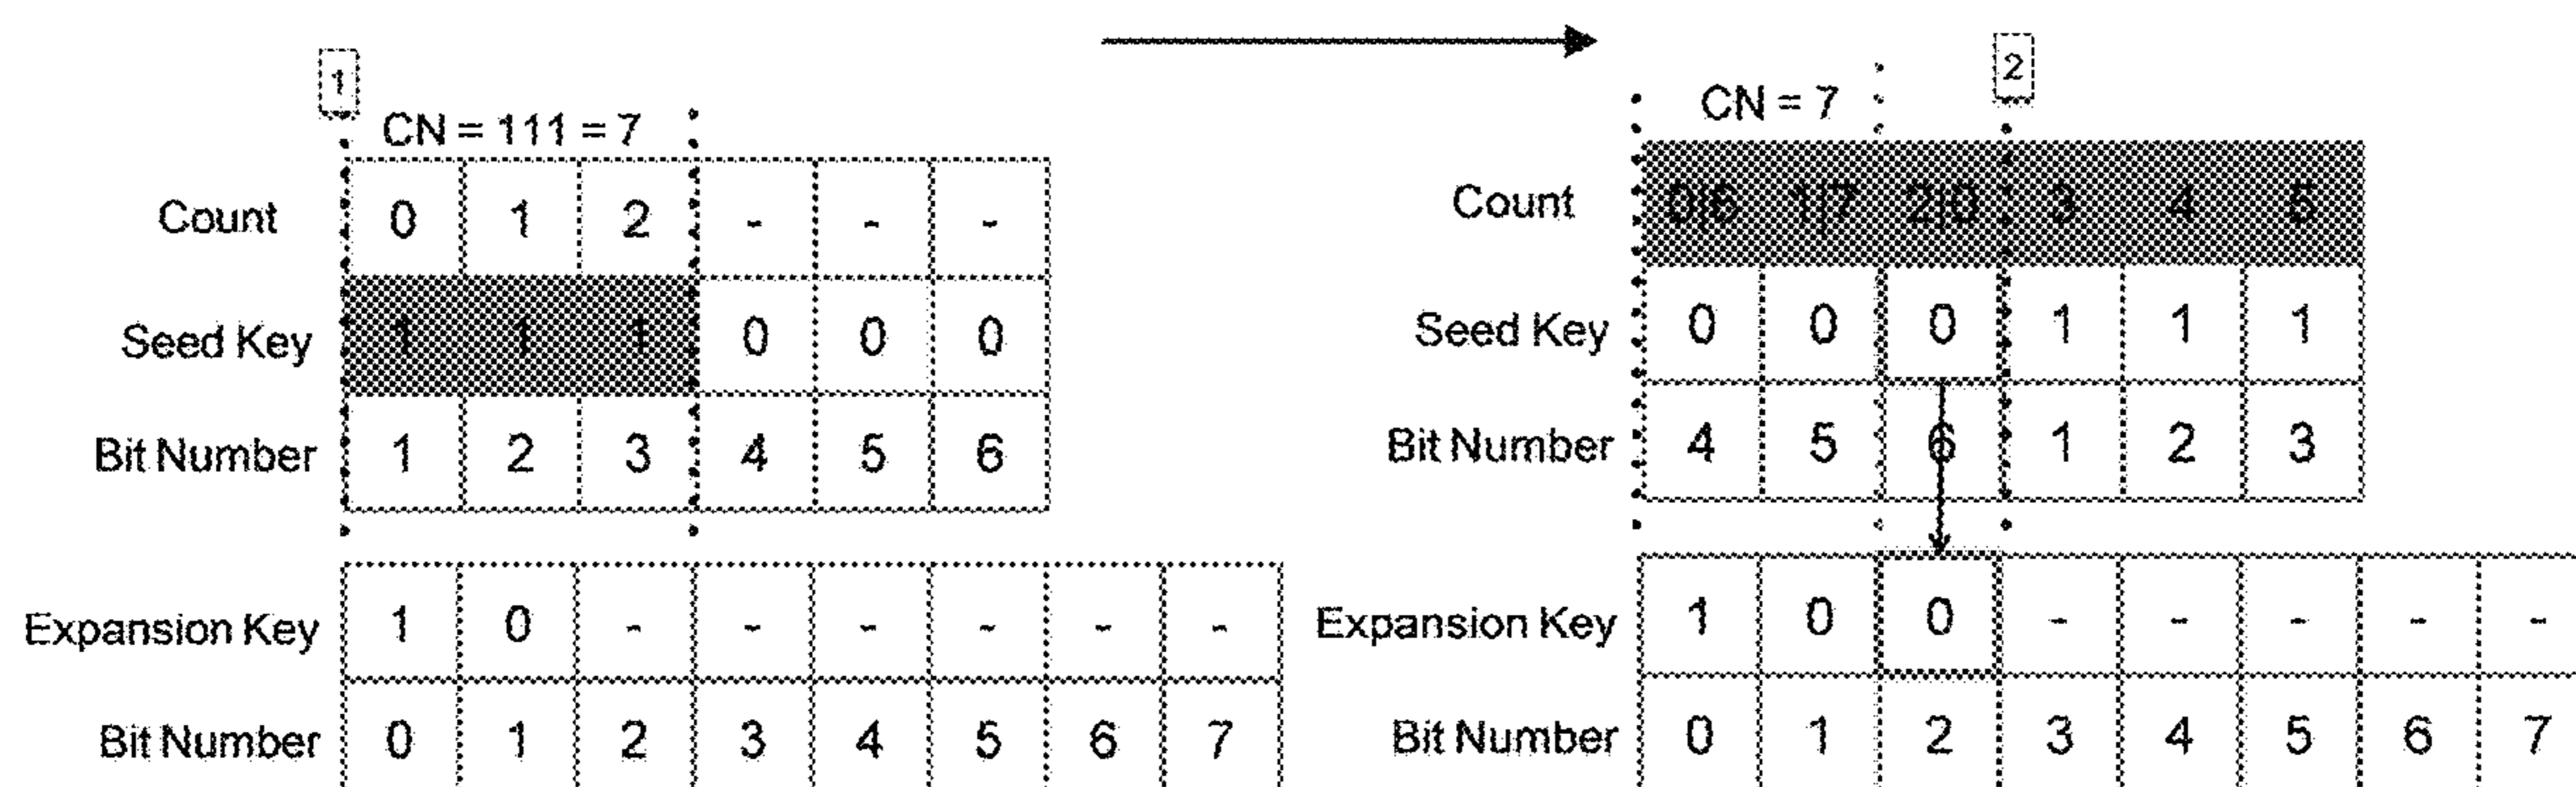 1
CN = 111 = 7
Count 0 1 2 - - -
Seed Key 1 1 1 0 0 0
Bit Number 1 2 3 4 5 6
Expansion Key 1 0 - - - - - -
Bit Number 0 1 2 3 4 5 6 7
2
CN = 7
Count 0|6 1|7 2|0 3 4 5
Seed Key 0 0 0 1 1 1
Bit Number 4 5 6 1 2 3
Expansion Key 1 0 0 - - - - -
Bit Number 0 1 2 3 4 5 6 7